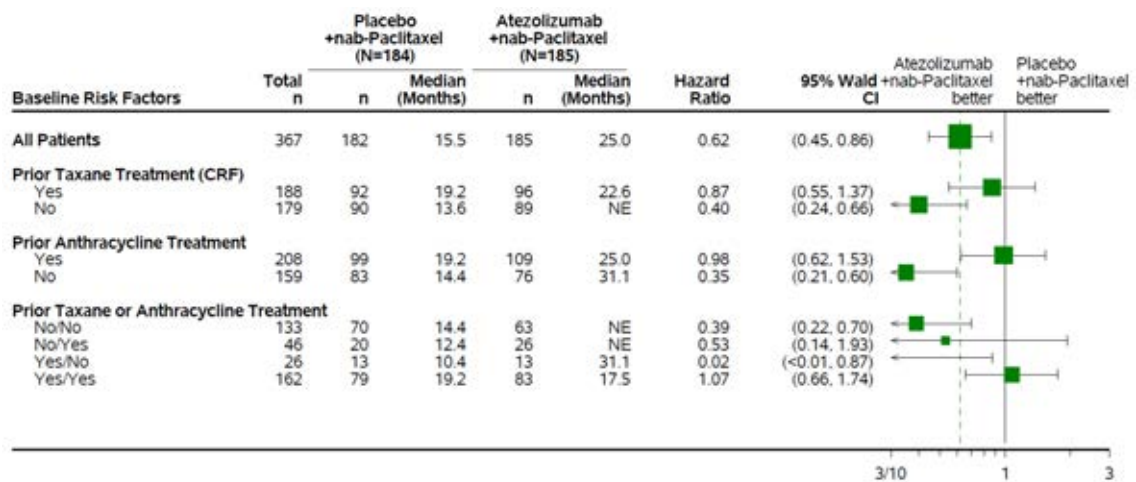 Placebo +nab-Paclitaxel (N=184) Atezolizumab +nab-Paclitaxel (N=185)
Baseline Risk Factors Total n n Median (Months) n Median (Months) Hazard Ratio 95% Wald CI Atezolizumab +nab-Paclitaxel better Placebo +nab-Paclitaxel better
All Patients 367 182 15.5 185 25.0 0.62 (0.45, 0.86)
Prior Taxane Treatment (CRF)
Yes 188 92 19.2 96 22.6 0.87 (0.55, 1.37)
No 179 90 13.6 89 NE 0.40 (0.24, 0.66)
Prior Anthracycline Treatment
Yes 208 99 19.2 109 25.0 0.98 (0.62, 1.53)
No 159 83 14.4 76 31.1 0.35 (0.21, 0.60)
Prior Taxane or Anthracycline Treatment
No/No 133 70 14.4 63 NE 0.39 (0.22, 0.70)
No/Yes 46 20 12.4 26 NE 0.53 (0.14, 1.93)
Yes/No 26 13 10.4 13 31.1 0.02 (<0.01, 0.87)
Yes/Yes 162 79 19.2 83 17.5 1.07 (0.66, 1.74)
3/10 1 3